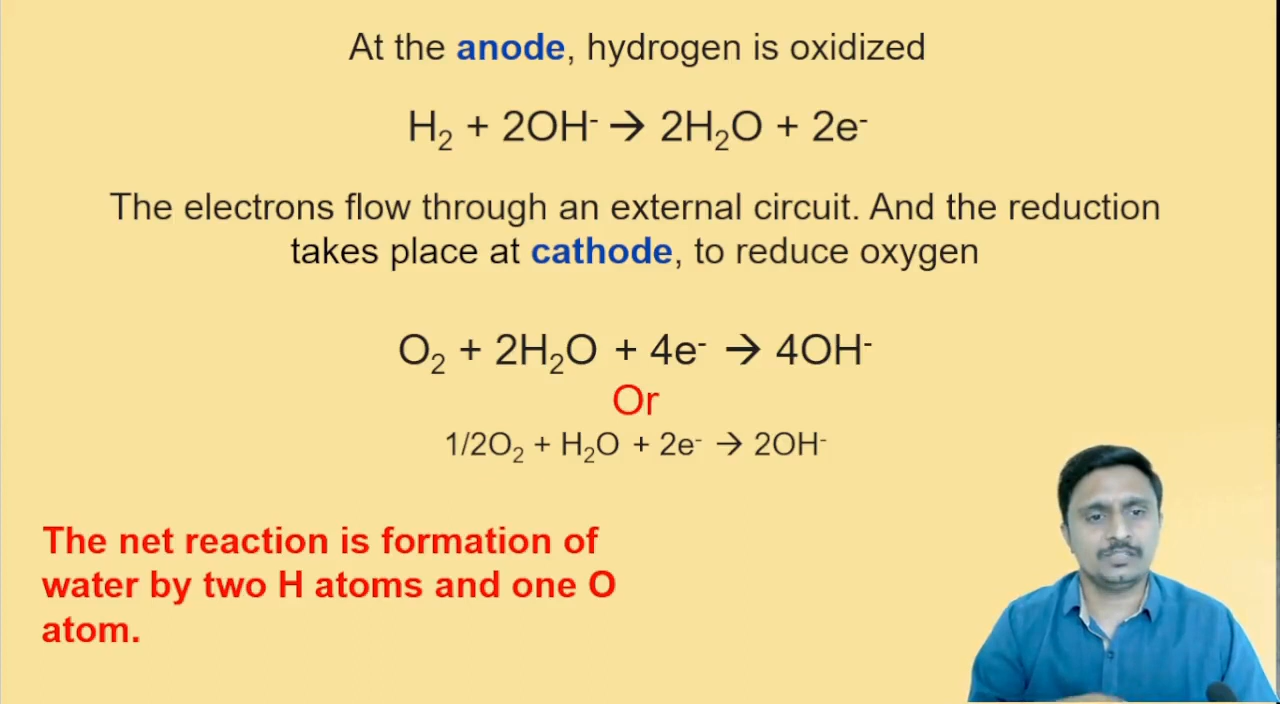 At the anode, hydrogen is oxidized
H₂ + 2OH⁻ → 2H₂O + 2e⁻
The electrons flow through an external circuit. And the reduction
takes place at cathode, to reduce oxygen
O₂ + 2H₂O + 4e⁻ → 4OH⁻
Or
1/2O₂ + H₂O + 2e⁻ → 2OH⁻
The net reaction is formation of
water by two H atoms and one O
atom.